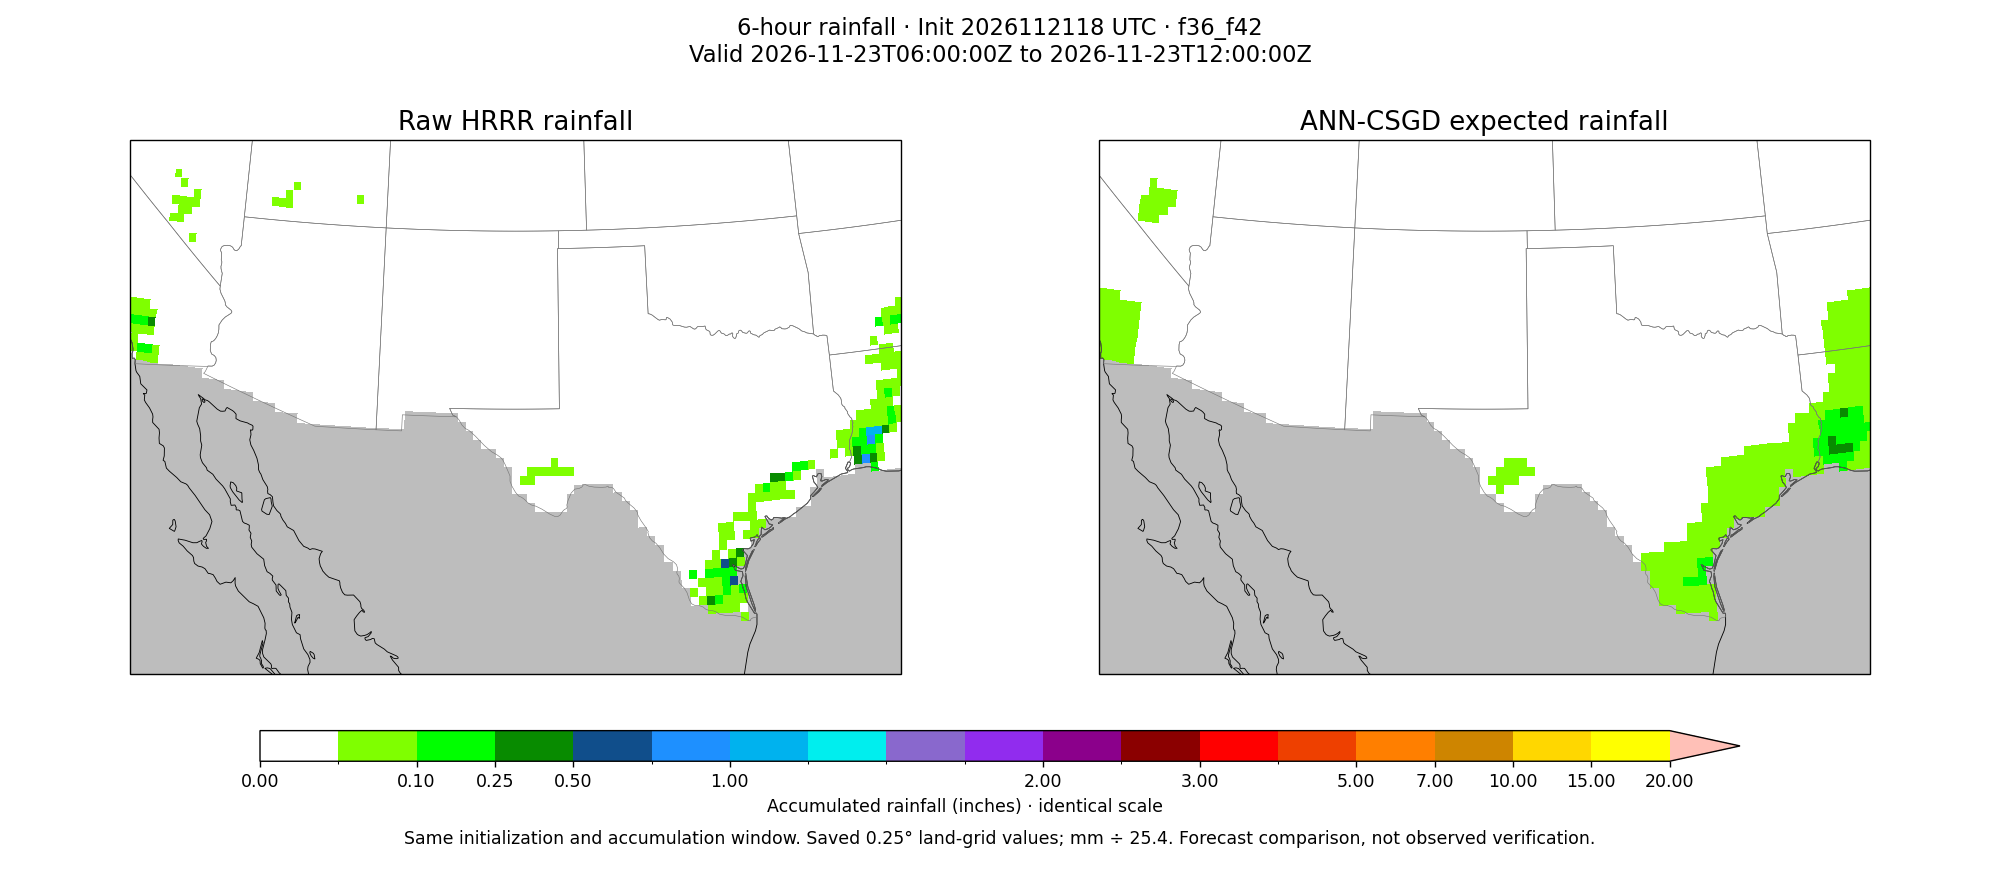 6-hour rainfall · Init 2026112118 UTC · f36_f42
Valid 2026-11-23T06:00:00Z to 2026-11-23T12:00:00Z
Raw HRRR rainfall
ANN-CSGD expected rainfall
0.00 0.10 0.25 0.50 1.00 2.00 3.00 5.00 7.00 10.00 15.00 20.00
Accumulated rainfall (inches) · identical scale
Same initialization and accumulation window. Saved 0.25° land-grid values; mm ÷ 25.4. Forecast comparison, not observed verification.